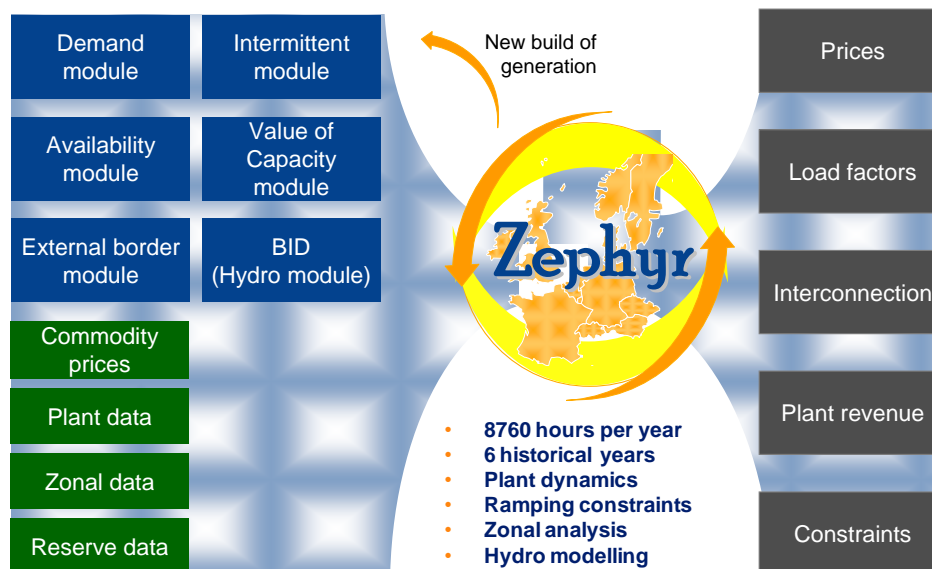 Demand
module
Intermittent
module
Availability
module
Value of
Capacity
module
External border
module
BID
(Hydro module)
Commodity
prices
Plant data
Zonal data
Reserve data
New build of
generation
Zephyr
• 8760 hours per year
• 6 historical years
• Plant dynamics
• Ramping constraints
• Zonal analysis
• Hydro modelling
Prices
Load factors
Interconnection
Plant revenue
Constraints